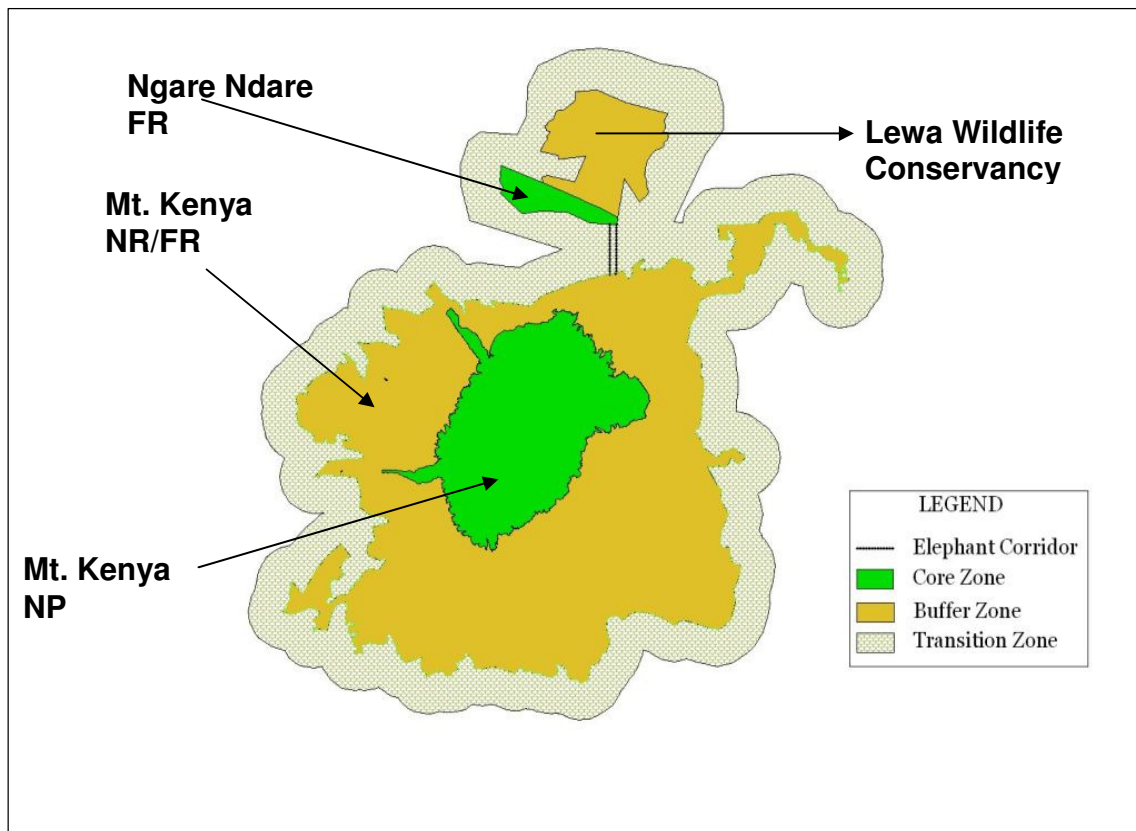 Ngare Ndare
FR
Lewa Wildlife
Conservancy
Mt. Kenya
NR/FR
Mt. Kenya
NP
LEGEND
Elephant Corridor
Core Zone
Buffer Zone
Transition Zone